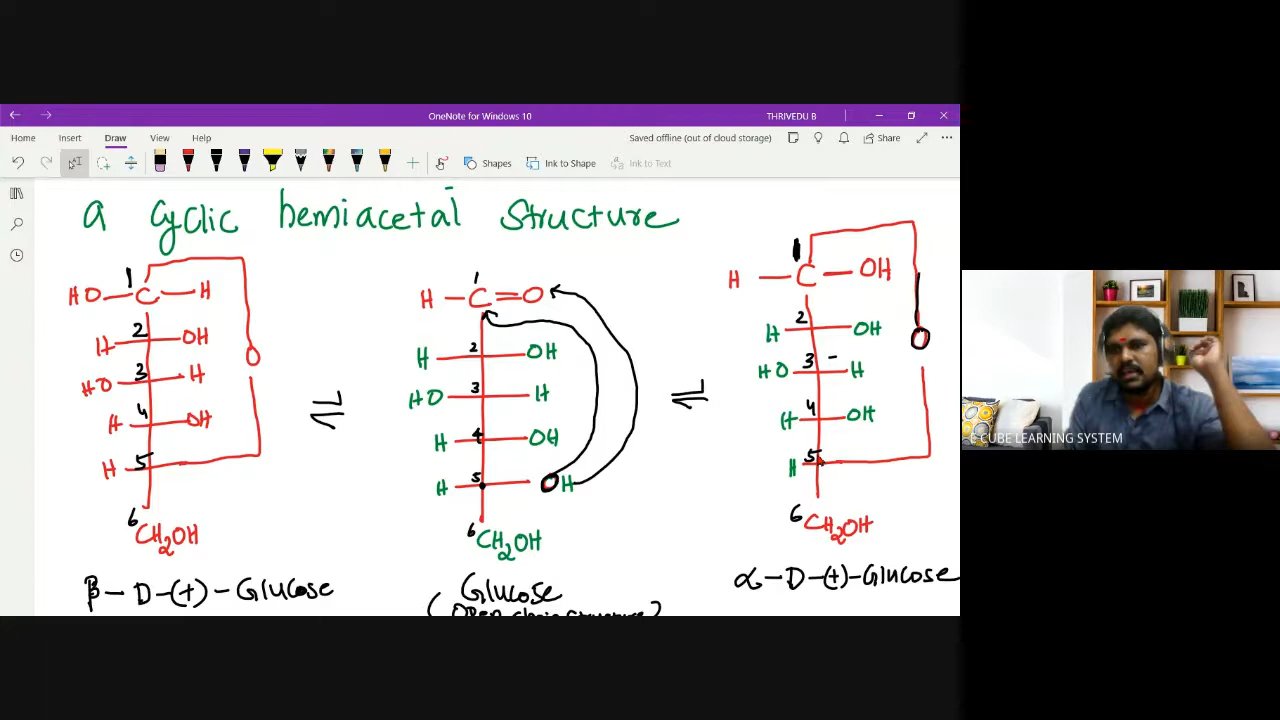 OneNote for Windows 10
THRIVEDU B
Home Insert Draw View Help
Saved offline (out of cloud storage)
Share
Shapes
Ink to Shape
Ink to Text
a cyclic hemiacetal structure
1
HO C H
2
H OH
3
HO H
4
H OH
5
H
O
6
CH2OH
β-D-(+)-Glucose
⇌
1
H-C=O
2
H OH
3
HO H
4
H OH
5
H OH
6
CH2OH
Glucose
(Open chain structure)
⇌
1
H C OH
2
H OH
3
HO H
4
H OH
5
H
O
6
CH2OH
α-D-(+)-Glucose
CUBE LEARNING SYSTEM